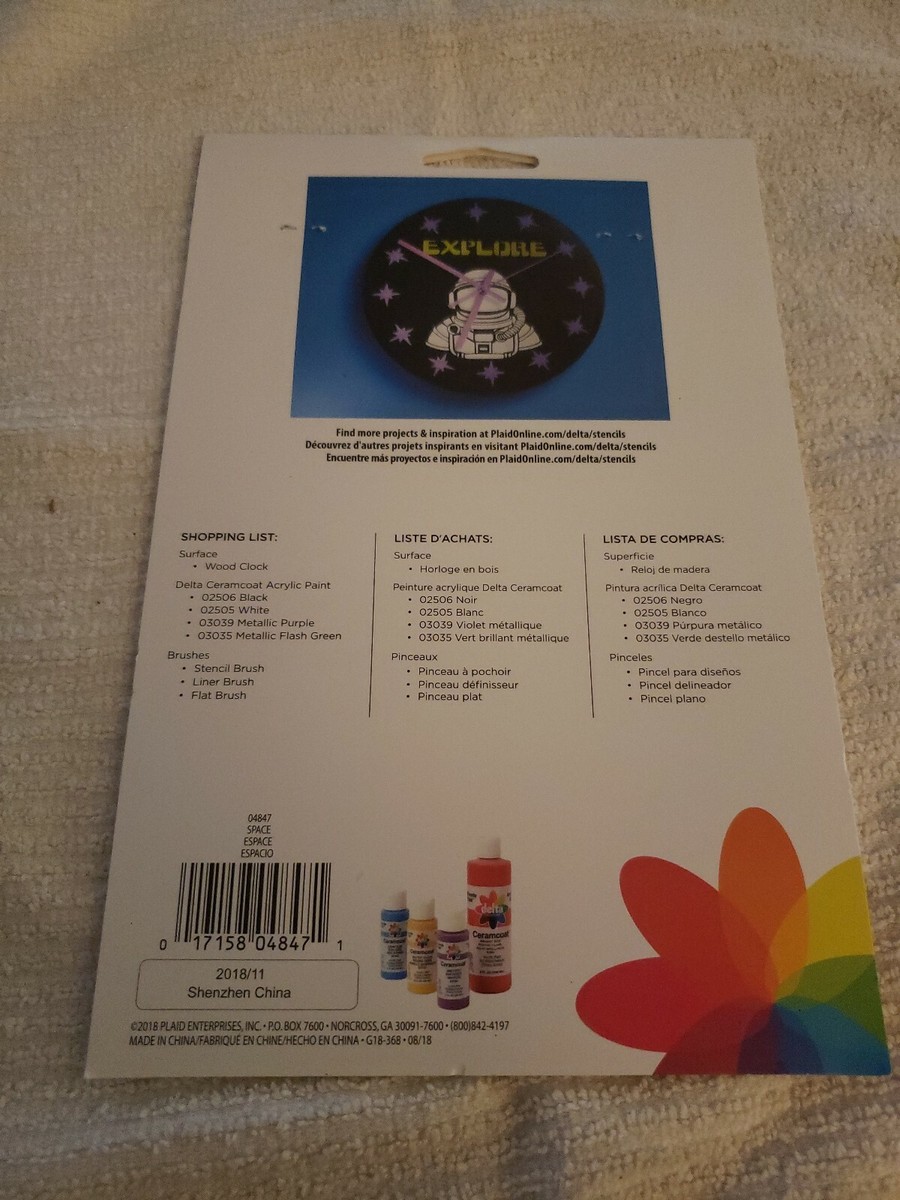 EXPLORE
Find more projects & inspiration at PlaidOnline.com/delta/stencils
Découvrez d'autres projets inspirants en visitant PlaidOnline.com/delta/stencils
Encuentre más proyectos e inspiración en PlaidOnline.com/delta/stencils
SHOPPING LIST:
Surface
• Wood Clock
Delta Ceramcoat Acrylic Paint
• 02506 Black
• 02505 White
• 03039 Metallic Purple
• 03035 Metallic Flash Green
Brushes
• Stencil Brush
• Liner Brush
• Flat Brush
LISTE D'ACHATS:
Surface
• Horloge en bois
Peinture acrylique Delta Ceramcoat
• 02506 Noir
• 02505 Blanc
• 03039 Violet métallique
• 03035 Vert brillant métallique
Pinceaux
• Pinceau à pochoir
• Pinceau définisseur
• Pinceau plat
LISTA DE COMPRAS:
Superficie
• Reloj de madera
Pintura acrílica Delta Ceramcoat
• 02506 Negro
• 02505 Blanco
• 03039 Púrpura metálico
• 03035 Verde destello metálico
Pinceles
• Pincel para diseños
• Pincel delineador
• Pincel plano
04847
SPACE
ESPACE
ESPACIO
0 17158 04847 1
2018/11
Shenzhen China
delta
Ceramcoat
Ceramcoat
Ceramcoat
Ceramcoat
©2018 PLAID ENTERPRISES, INC. • P.O. BOX 7600 • NORCROSS, GA 30091-7600 • (800)842-4197
MADE IN CHINA/FABRIQUÉ EN CHINE/HECHO EN CHINA • G18-368 • 08/18